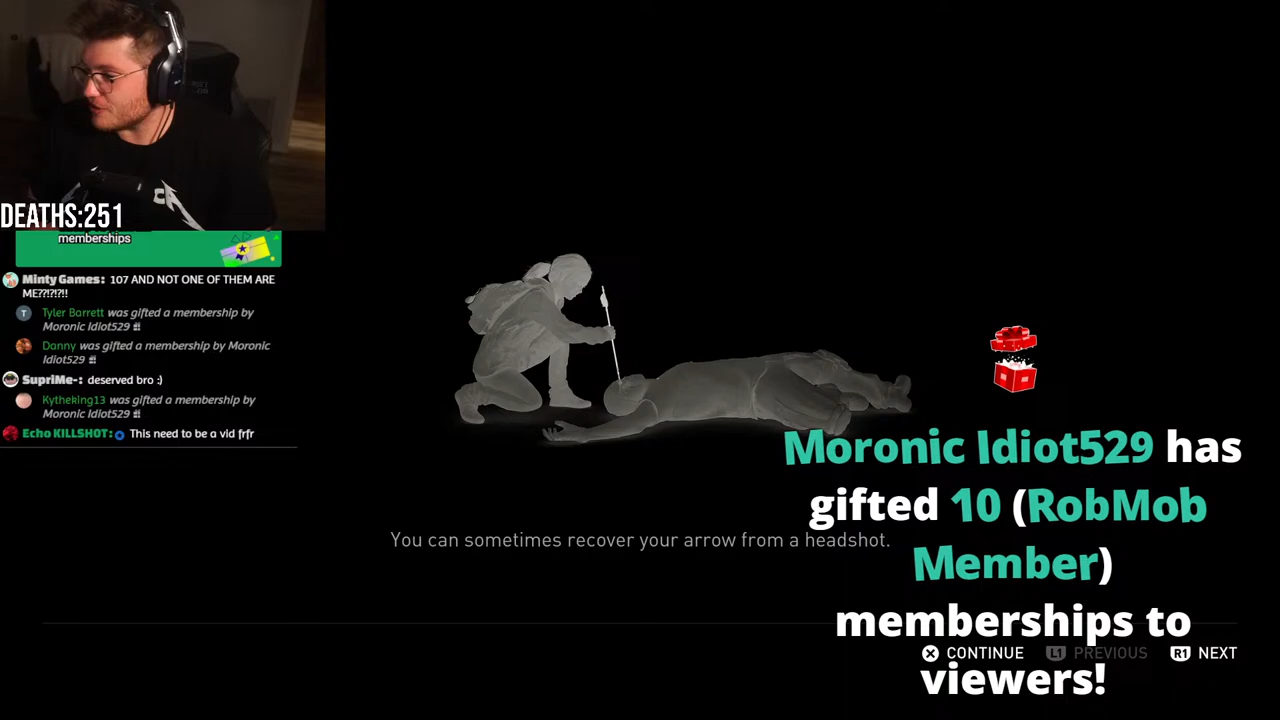 DEATHS:251
memberships
Minty Games: 107 AND NOT ONE OF THEM ARE
ME??!?!?!!
Tyler Barrett was gifted a membership by
Moronic Idiot529
Danny was gifted a membership by Moronic
Idiot529
SupriMe-: deserved bro :)
Kytheking13 was gifted a membership by
Moronic Idiot529
Echo KILLSHOT: This need to be a vid frfr
You can sometimes recover your arrow from a headshot.
Moronic Idiot529 has
gifted 10 (RobMob
Member)
memberships to
viewers!
CONTINUE L1 PREVIOUS R1 NEXT